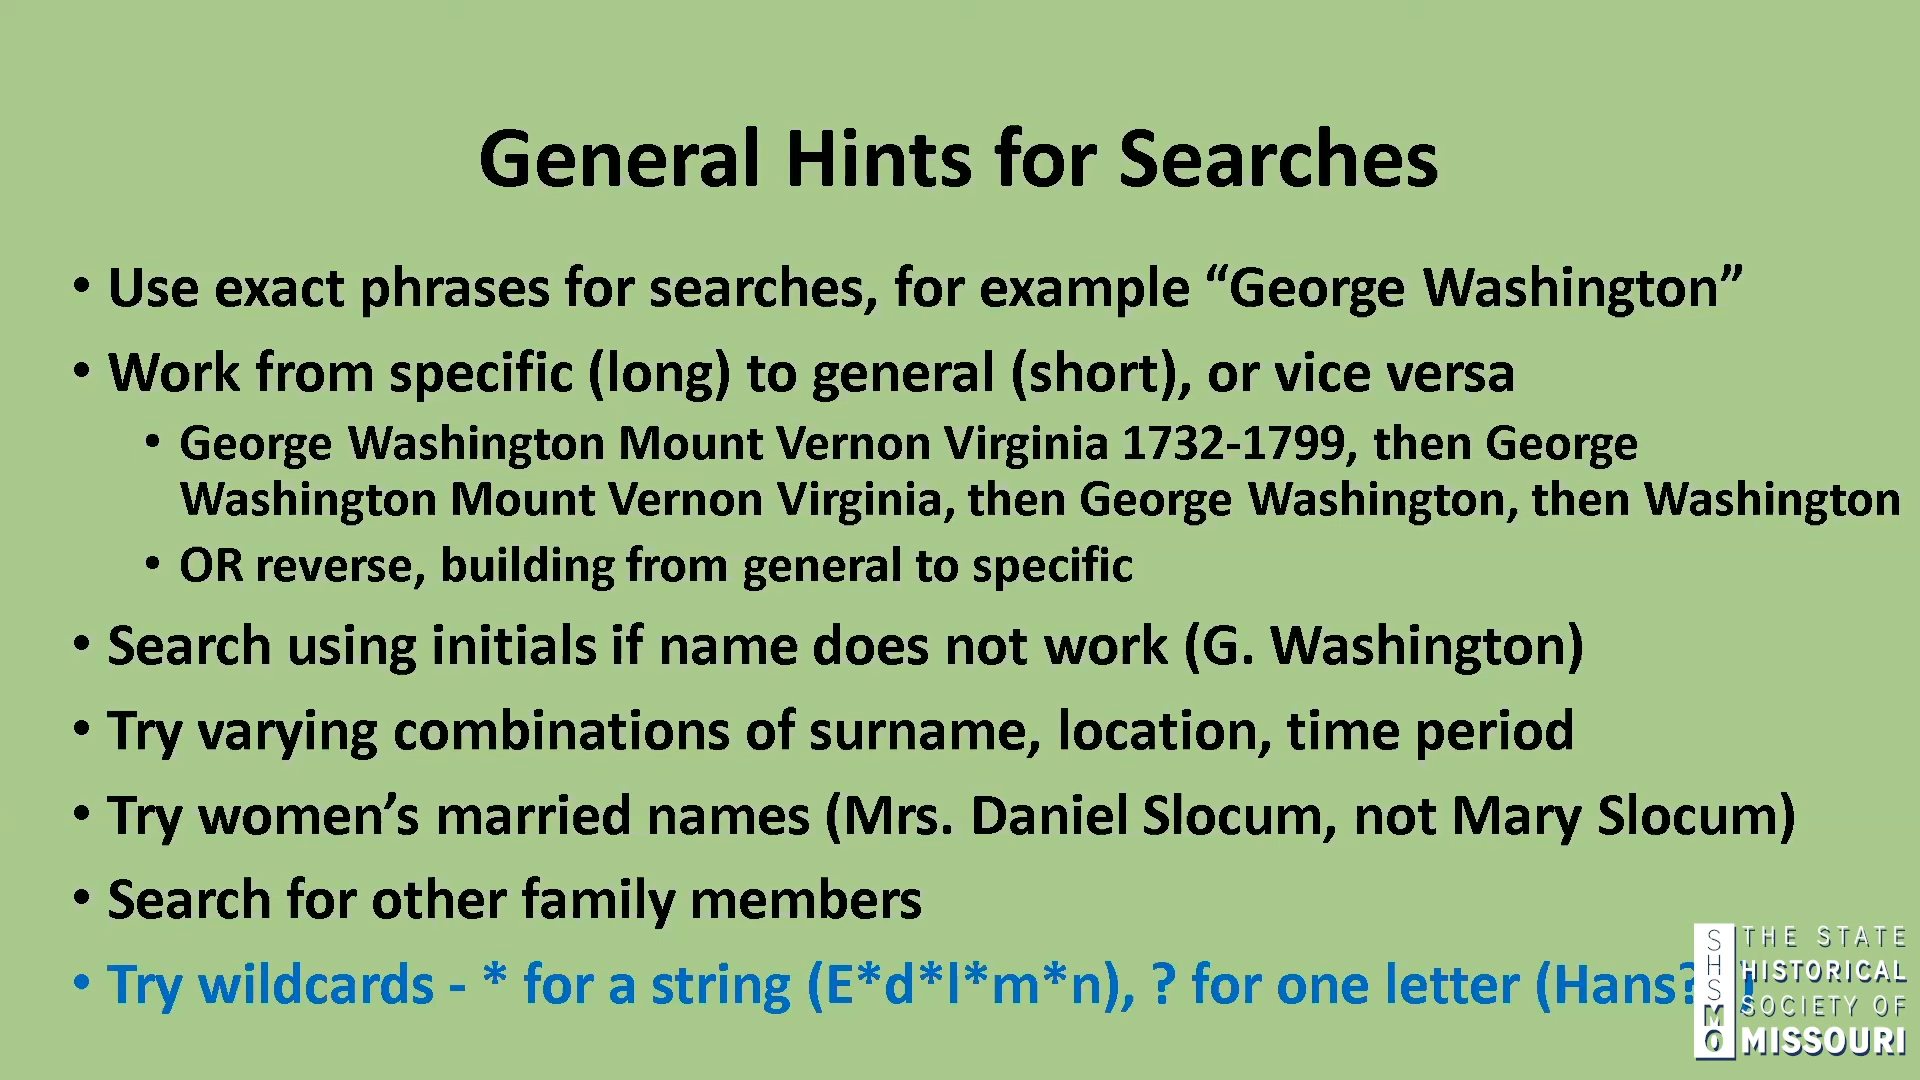 General Hints for Searches
• Use exact phrases for searches, for example “George Washington”
• Work from specific (long) to general (short), or vice versa
• George Washington Mount Vernon Virginia 1732-1799, then George
Washington Mount Vernon Virginia, then George Washington, then Washington
• OR reverse, building from general to specific
• Search using initials if name does not work (G. Washington)
• Try varying combinations of surname, location, time period
• Try women’s married names (Mrs. Daniel Slocum, not Mary Slocum)
• Search for other family members
• Try wildcards - * for a string (E*d*l*m*n), ? for one letter (Hans?
SHSMO
THE STATE
HISTORICAL
SOCIETY OF
MISSOURI